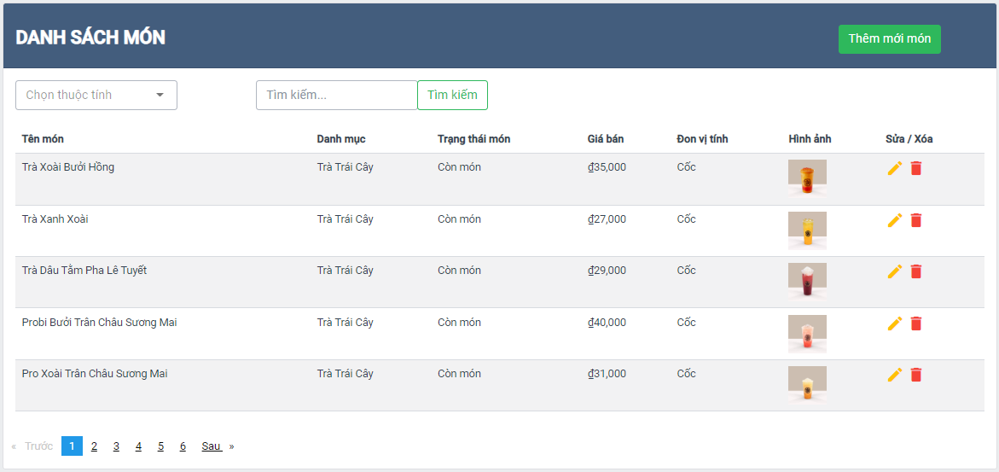 DANH SÁCH MÓN
Thêm mới món
Chọn thuộc tính
Tìm kiếm... Tìm kiếm
Tên món Danh mục Trạng thái món Giá bán Đơn vị tính Hình ảnh Sửa / Xóa
Trà Xoài Bưởi Hồng Trà Trái Cây Còn món ₫35,000 Cốc
Trà Xanh Xoài Trà Trái Cây Còn món ₫27,000 Cốc
Trà Dâu Tằm Pha Lê Tuyết Trà Trái Cây Còn món ₫29,000 Cốc
Probi Bưởi Trân Châu Sương Mai Trà Trái Cây Còn món ₫40,000 Cốc
Pro Xoài Trân Châu Sương Mai Trà Trái Cây Còn món ₫31,000 Cốc
« Trước 1 2 3 4 5 6 Sau »